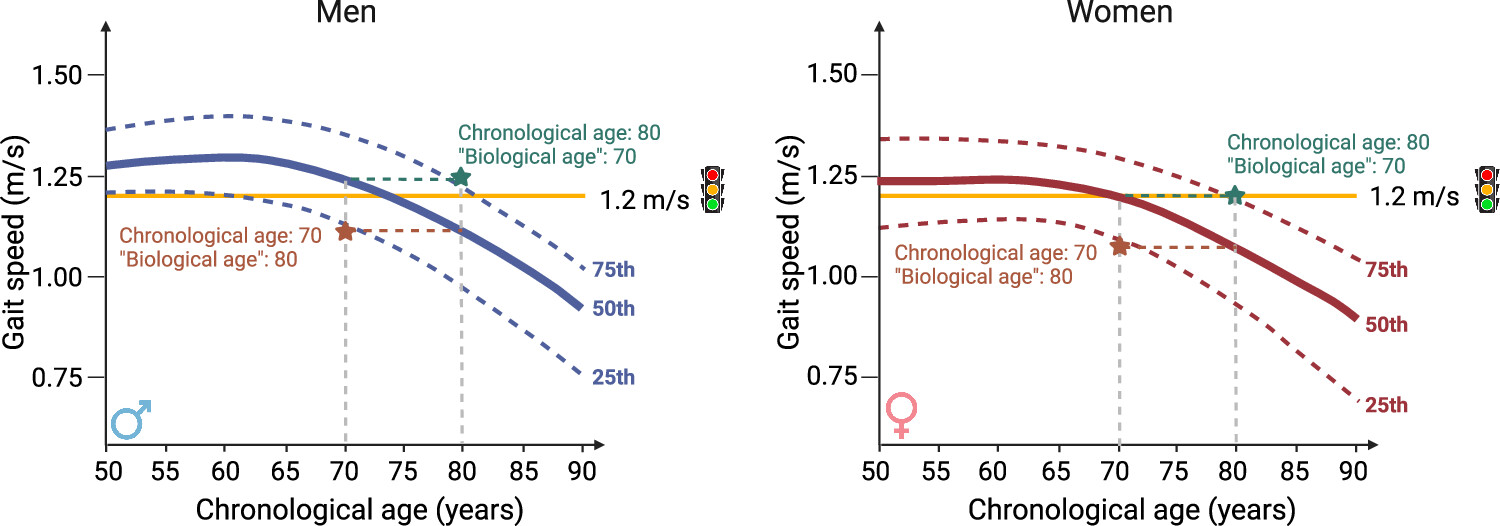 Men
1.50
1.25
1.00
0.75
Gait speed (m/s)
Chronological age: 80
"Biological age": 70
1.2 m/s
Chronological age: 70
"Biological age": 80
75th
50th
25th
50 55 60 65 70 75 80 85 90
Chronological age (years)
Women
1.50
1.25
1.00
0.75
Gait speed (m/s)
Chronological age: 80
"Biological age": 70
1.2 m/s
Chronological age: 70
"Biological age": 80
75th
50th
25th
50 55 60 65 70 75 80 85 90
Chronological age (years)